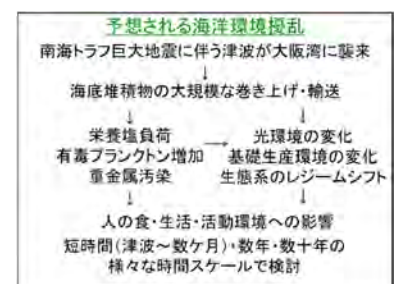 予想される海洋環境擾乱
南海トラフ巨大地震に伴う津波が大阪湾に襲来
↓
海底堆積物の大規模な巻き上げ・輸送
↓ ↓
栄養塩負荷 → 光環境の変化
有毒プランクトン増加 基礎生産環境の変化
重金属汚染 生態系のレジームシフト
↓ ↓
人の食・生活・活動環境への影響
短時間(津波～数ケ月)・数年・数十年の
様々な時間スケールで検討